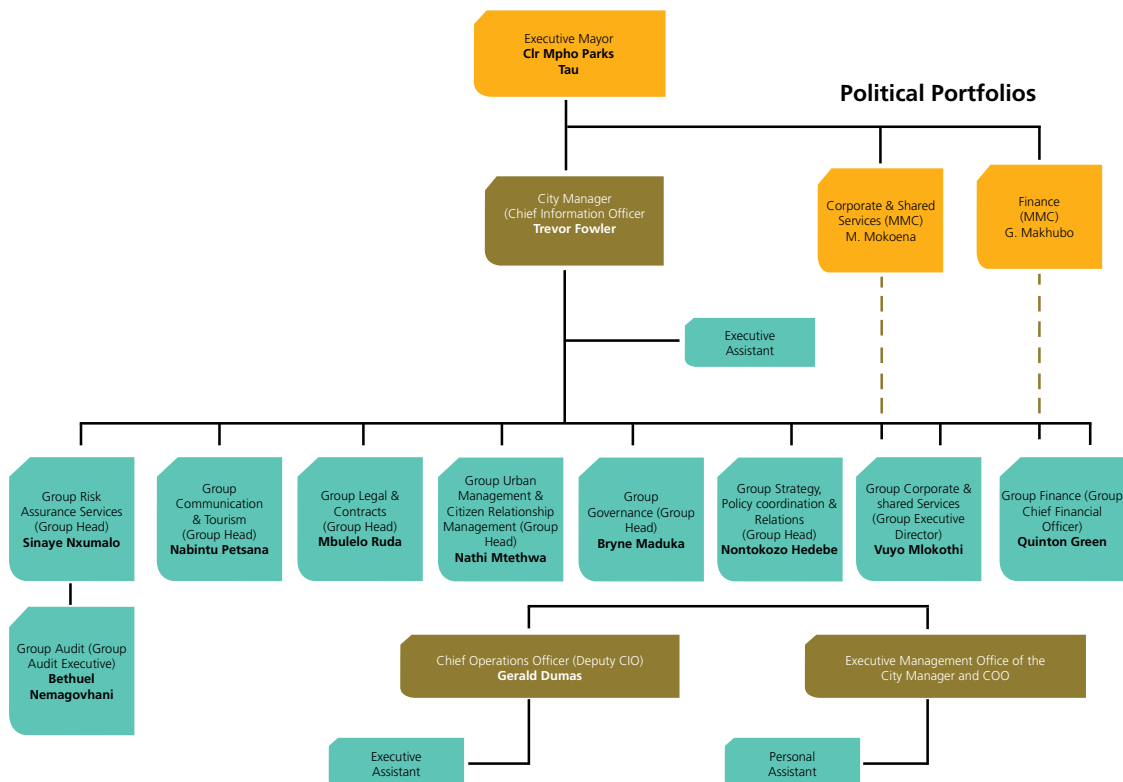 Executive Mayor
Clr Mpho Parks
Tau
Political Portfolios
City Manager
(Chief Information Officer
Trevor Fowler
Corporate & Shared
Services (MMC)
M. Mokoena
Finance
(MMC)
G. Makhubo
Executive
Assistant
Group Risk
Assurance Services
(Group Head)
Sinaye Nxumalo
Group
Communication
& Tourism
(Group Head)
Nabintu Petsana
Group Legal &
Contracts
(Group Head)
Mbulelo Ruda
Group Urban
Management &
Citizen Relationship
Management (Group
Head)
Nathi Mtethwa
Group
Governance (Group
Head)
Bryne Maduka
Group Strategy,
Policy coordination &
Relations
(Group Head)
Nontokozo Hedebe
Group Corporate &
shared Services
(Group Executive
Director)
Vuyo Mlokothi
Group Finance (Group
Chief Financial
Officer)
Quinton Green
Group Audit (Group
Audit Executive)
Bethuel
Nemagovhani
Chief Operations Officer (Deputy CIO)
Gerald Dumas
Executive Management Office of the
City Manager and COO
Executive
Assistant
Personal
Assistant